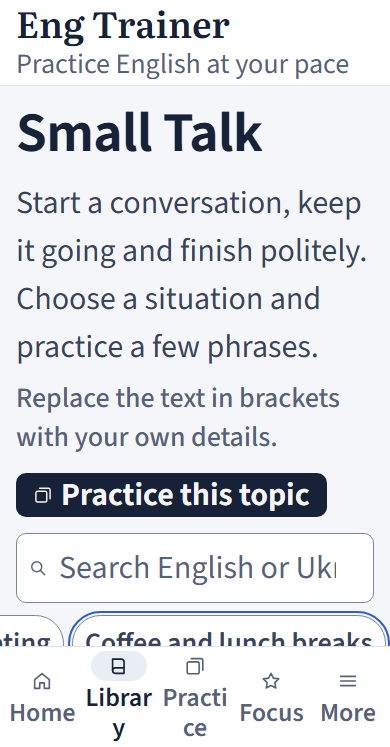 Eng Trainer
Practice English at your pace
Small Talk
Start a conversation, keep
it going and finish politely.
Choose a situation and
practice a few phrases.
Replace the text in brackets
with your own details.
Practice this topic
Search English or Uk
eting
Coffee and lunch breaks
Home
Librar
y
Practi
ce
Focus
More